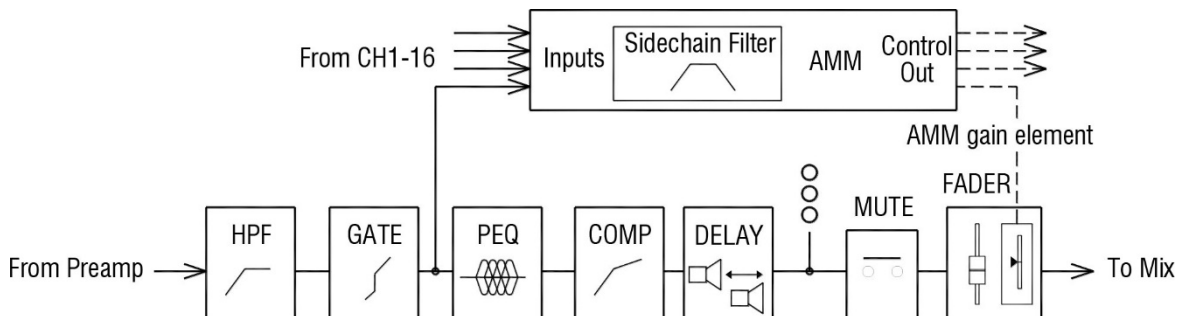 From CH1-16
Inputs
Sidechain Filter
AMM
Control
Out
AMM gain element
FADER
MUTE
HPF
GATE
PEQ
COMP
DELAY
From Preamp
To Mix